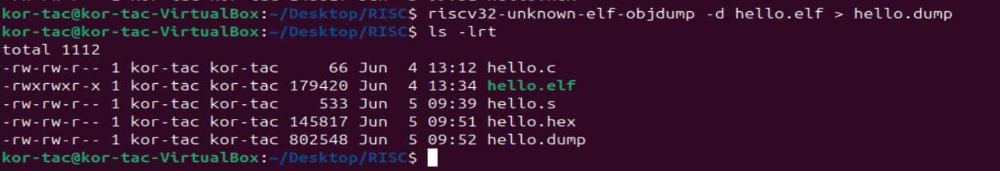 kor-tac@kor-tac-VirtualBox:~/Desktop/RISC$ riscv32-unknown-elf-objdump -d hello.elf > hello.dump
kor-tac@kor-tac-VirtualBox:~/Desktop/RISC$ ls -lrt
total 1112
-rw-rw-r-- 1 kor-tac kor-tac     66 Jun  4 13:12 hello.c
-rwxrwxr-x 1 kor-tac kor-tac 179420 Jun  4 13:34 hello.elf
-rw-rw-r-- 1 kor-tac kor-tac    533 Jun  5 09:39 hello.s
-rw-rw-r-- 1 kor-tac kor-tac 145817 Jun  5 09:51 hello.hex
-rw-rw-r-- 1 kor-tac kor-tac 802548 Jun  5 09:52 hello.dump
kor-tac@kor-tac-VirtualBox:~/Desktop/RISC$